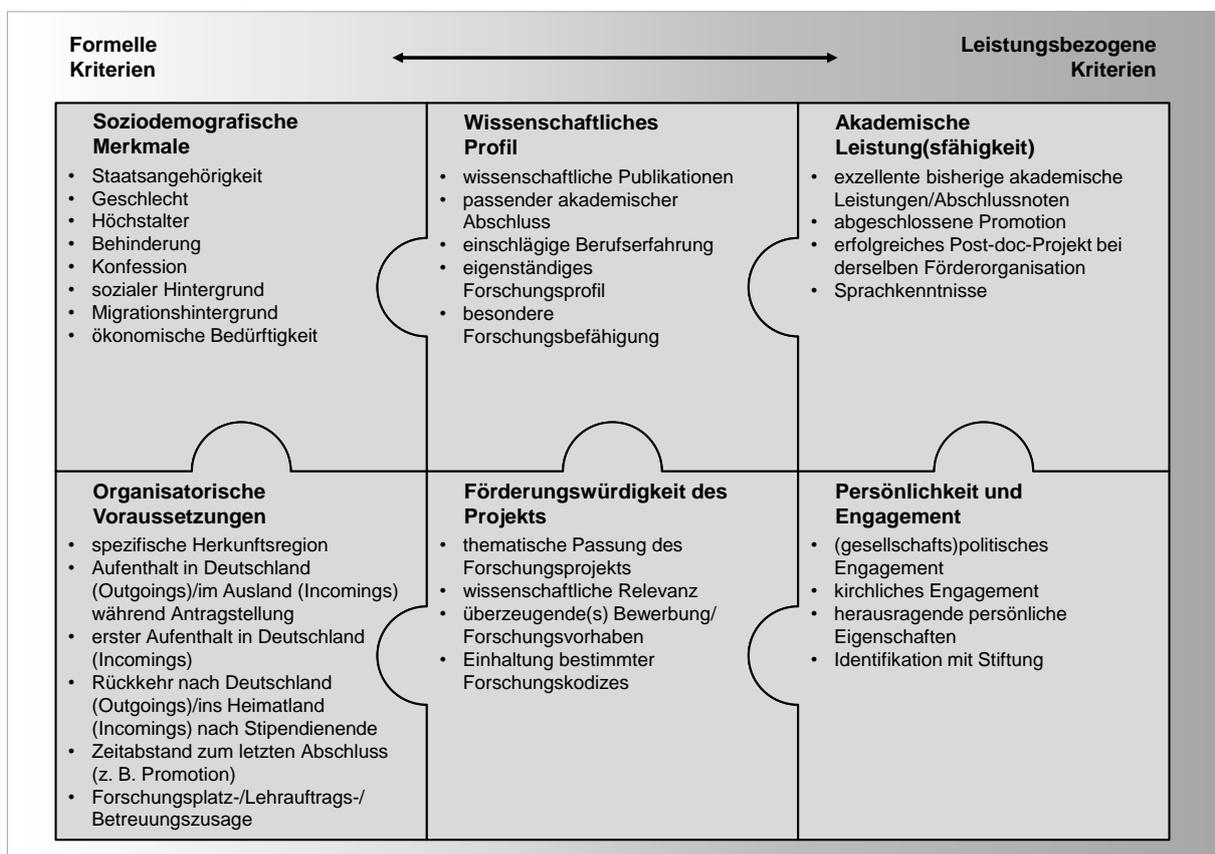 Formelle
Kriterien
Leistungsbezogene
Kriterien
Soziodemografische
Merkmale
• Staatsangehörigkeit
• Geschlecht
• Höchstalter
• Behinderung
• Konfession
• sozialer Hintergrund
• Migrationshintergrund
• ökonomische Bedürftigkeit
Wissenschaftliches
Profil
• wissenschaftliche Publikationen
• passender akademischer
Abschluss
• einschlägige Berufserfahrung
• eigenständiges
Forschungsprofil
• besondere
Forschungsbefähigung
Akademische
Leistung(sfähigkeit)
• exzellente bisherige akademische
Leistungen/Abschlussnoten
• abgeschlossene Promotion
• erfolgreiches Post-doc-Projekt bei
derselben Förderorganisation
• Sprachkenntnisse
Organisatorische
Voraussetzungen
• spezifische Herkunftsregion
• Aufenthalt in Deutschland
(Outgoings)/im Ausland (Incomings)
während Antragstellung
• erster Aufenthalt in Deutschland
(Incomings)
• Rückkehr nach Deutschland
(Outgoings)/ins Heimatland
(Incomings) nach Stipendienende
• Zeitabstand zum letzten Abschluss
(z. B. Promotion)
• Forschungsplatz-/Lehrauftrags-/
Betreuungszusage
Förderungswürdigkeit des
Projekts
• thematische Passung des
Forschungsprojekts
• wissenschaftliche Relevanz
• überzeugende(s) Bewerbung/
Forschungsvorhaben
• Einhaltung bestimmter
Forschungskodizes
Persönlichkeit und
Engagement
• (gesellschafts)politisches
Engagement
• kirchliches Engagement
• herausragende persönliche
Eigenschaften
• Identifikation mit Stiftung